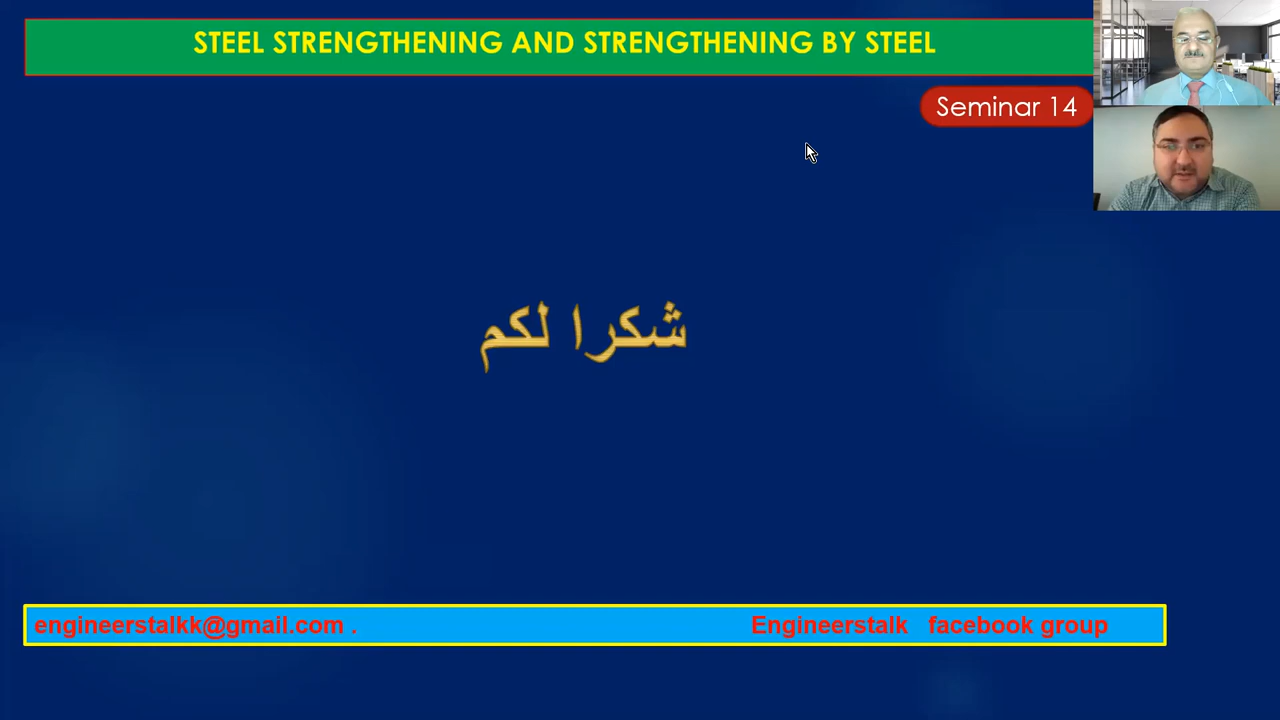 STEEL STRENGTHENING AND STRENGTHENING BY STEEL
Seminar 14
شكرا لكم
engineerstalkk@gmail.com .
Engineerstalk facebook group